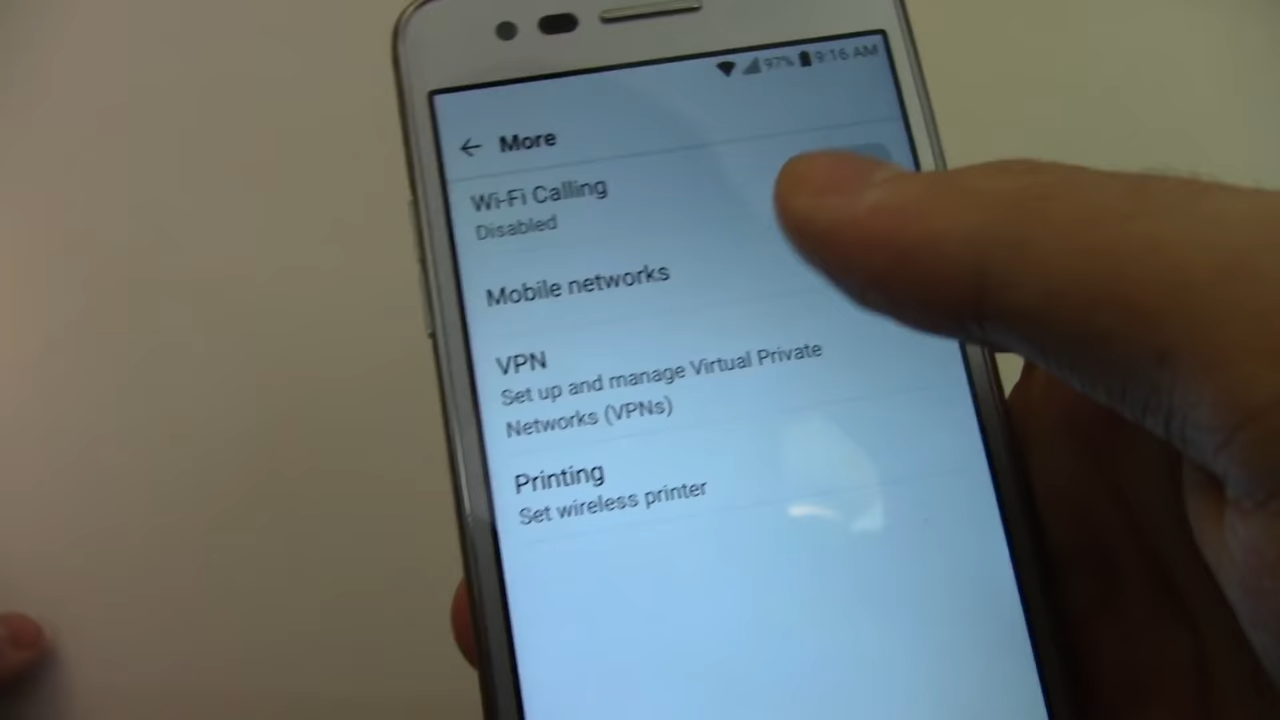 97% 9:16 AM
More
Wi-Fi Calling
Disabled
Mobile networks
VPN
Set up and manage Virtual Private
Networks (VPNs)
Printing
Set wireless printer